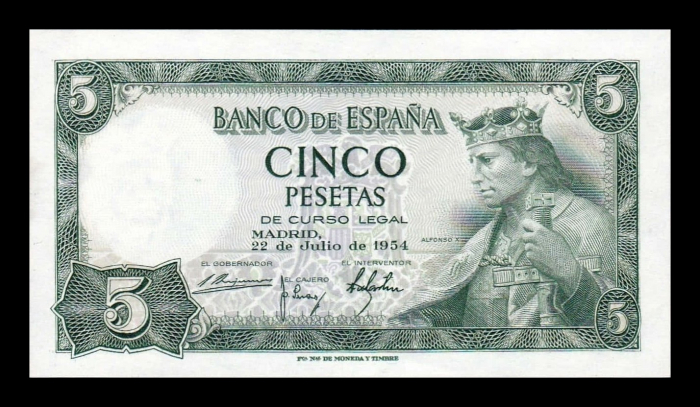 5
5
BANCO DE ESPAÑA
CINCO
PESETAS
DE CURSO LEGAL
MADRID,
22 de Julio de 1954
ALFONSO X
EL GOBERNADOR
EL CAJERO
EL INTERVENTOR
5
5
FCA NAL DE MONEDA Y TIMBRE